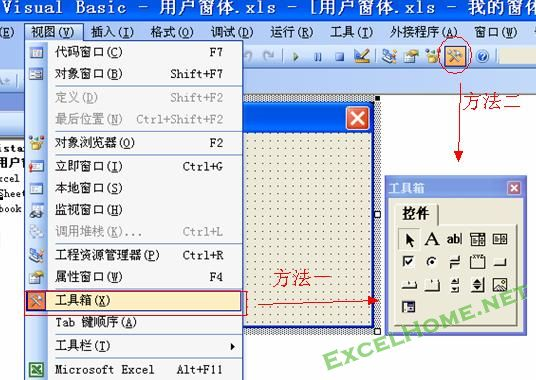 Visual Basic - 用户窗体.xls - [用户窗体.xls - 我的窗体
(E) 视图(V) 插入(I) 格式(O) 调试(D) 运行(R) 工具(T) 外接程序(A) 窗口(W)
代码窗口(C) F7
对象窗口(B) Shift+F7
定义(D) Shift+F2
最后位置(N) Ctrl+Shift+F2
对象浏览器(O) F2
立即窗口(I) Ctrl+G
本地窗口(S)
监视窗口(H)
调用堆栈(K)... Ctrl+L
工程资源管理器(P) Ctrl+R
属性窗口(W) F4
工具箱(X)
Tab 键顺序(A)
工具栏(T)
Microsoft Excel Alt+F11
方法一
方法二
工具箱
控件
A ab|
xcel
Sheet
book
EXCELHOME.NET